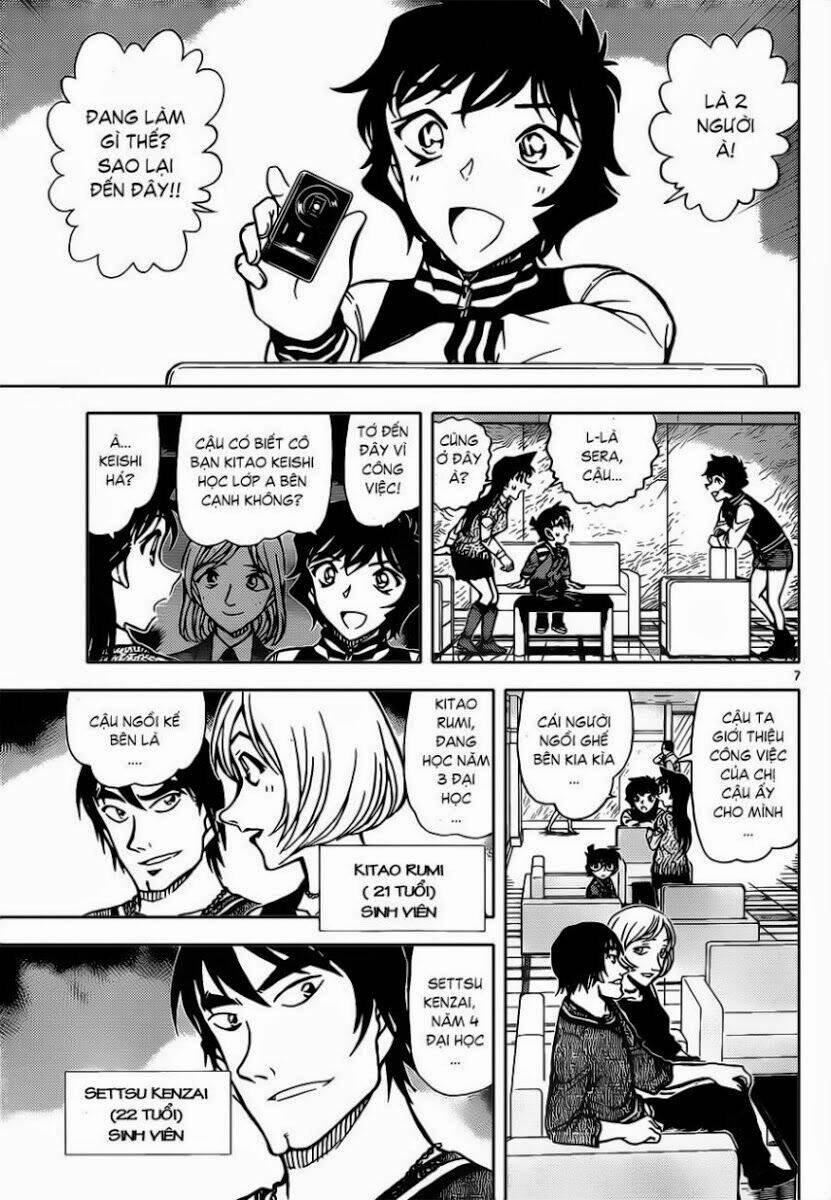 LÀ 2
NGƯỜI
À!
ĐANG LÀM
GÌ THẾ?
SAO LẠI
ĐẾN ĐÂY!!
L-LÀ
SERA,
CẬU...
CŨNG
Ở ĐÂY
À?
TỚ ĐẾN
ĐÂY VÌ
CÔNG
VIỆC!
CẬU CÓ BIẾT CÔ
BẠN KITAO KEISHI
HỌC LỚP A BÊN
CẠNH KHÔNG?
À...
KEISHI
HẢ?
7
CẬU TA
GIỚI THIỆU
CÔNG VIỆC
CỦA CHỊ
CẬU ẤY
CHO MÌNH
...
CÁI NGƯỜI
NGỒI GHẾ
BÊN KIA KÌA
...
KITAO
RUMI,
ĐANG
HỌC NĂM
3 ĐẠI
HỌC
...
CẬU NGỒI KẾ
BÊN LÀ
....
KITAO RUMI
( 21 TUỔI )
SINH VIÊN
SETTSU
KENZAI,
NĂM 4
ĐẠI HỌC
...
SETTSU KENZAI
(22 TUỔI)
SINH VIÊN